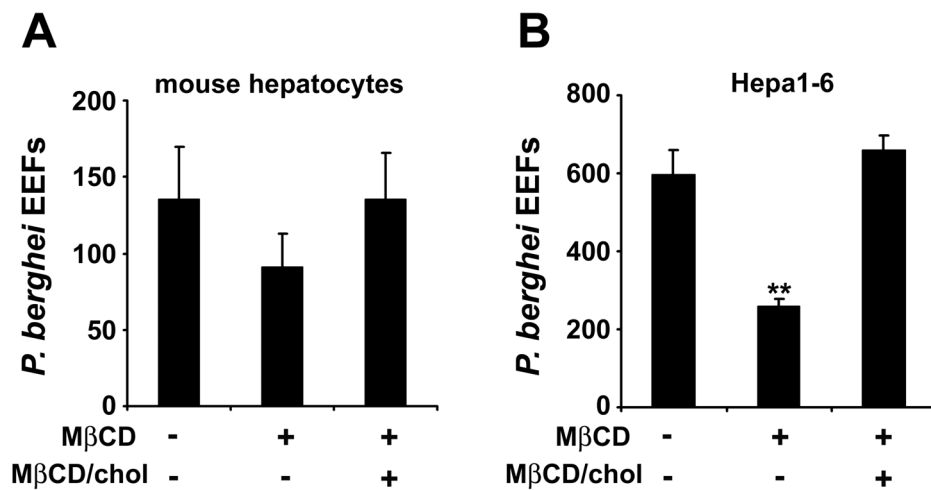 A
mouse hepatocytes
200
150
100
50
0
P. berghei EEFs
MβCD - + +
MβCD/chol - - +
B
Hepa1-6
800
600
400
200
0
P. berghei EEFs
**
MβCD - + +
MβCD/chol - - +